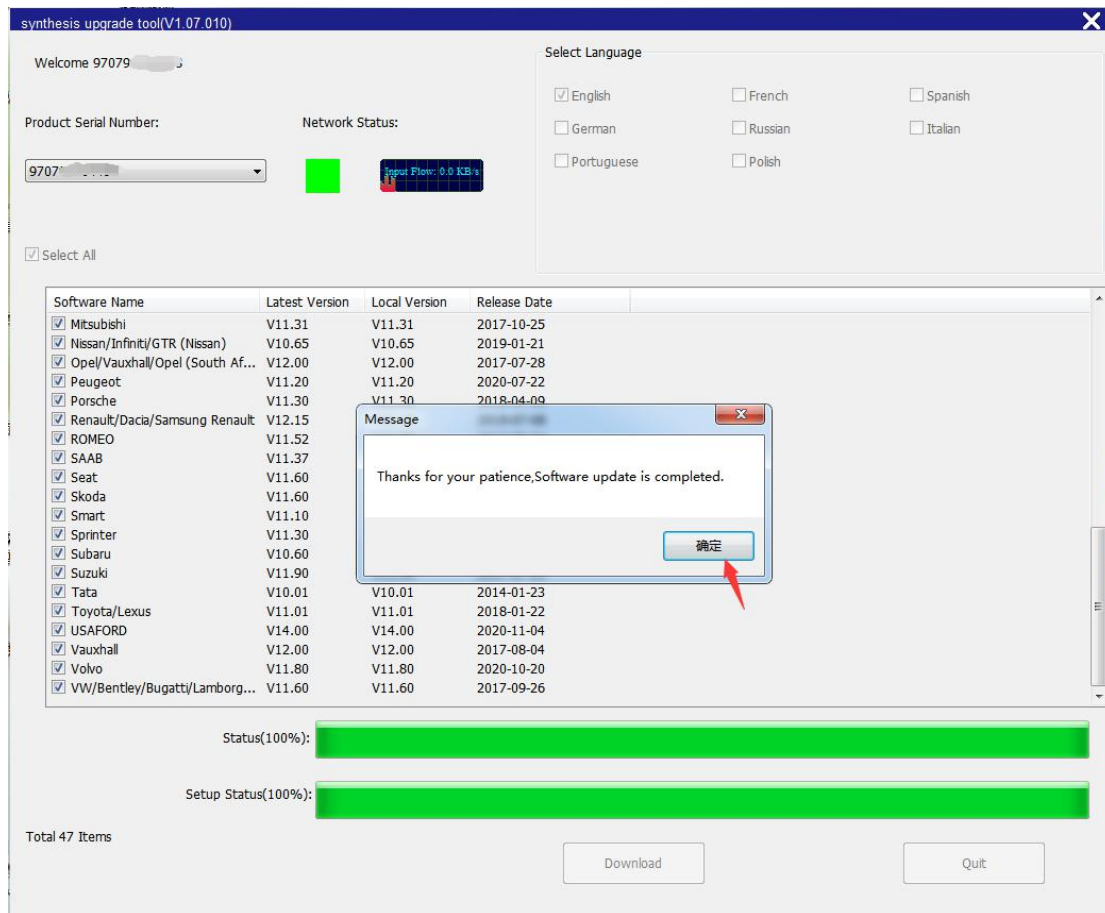 synthesis upgrade tool(V1.07.010)
Welcome 97079
Select Language
English French Spanish
German Russian Italian
Portuguese Polish
Product Serial Number: Network Status:
9707
Input Flow: 0.0 KB/s
Select All
Software Name Latest Version Local Version Release Date
Mitsubishi V11.31 V11.31 2017-10-25
Nissan/Infiniti/GTR (Nissan) V10.65 V10.65 2019-01-21
Opel/Vauxhall/Opel (South Af... V12.00 V12.00 2017-07-28
Peugeot V11.20 V11.20 2020-07-22
Porsche V11.30 V11.30 2018-04-09
Renault/Dacia/Samsung Renault V12.15
ROMEO V11.52
SAAB V11.37
Seat V11.60
Skoda V11.60
Smart V11.10
Sprinter V11.30
Subaru V10.60
Suzuki V11.90
Tata V10.01 V10.01 2014-01-23
Toyota/Lexus V11.01 V11.01 2018-01-22
USAFORD V14.00 V14.00 2020-11-04
Vauxhall V12.00 V12.00 2017-08-04
Volvo V11.80 V11.80 2020-10-20
VW/Bentley/Bugatti/Lamborg... V11.60 V11.60 2017-09-26
Message
Thanks for your patience,Software update is completed.
确定
Status(100%):
Setup Status(100%):
Total 47 Items
Download Quit